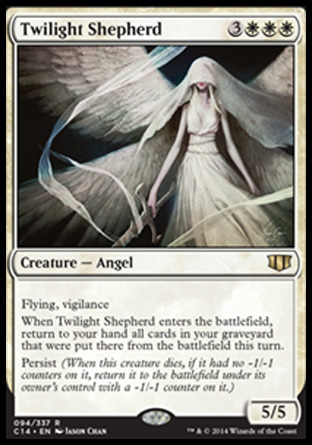 Twilight Shepherd 3
Creature — Angel
Flying, vigilance
When Twilight Shepherd enters the battlefield,
return to your hand all cards in your graveyard
that were put there from the battlefield this turn.
Persist (When this creature dies, if it had no -1/-1
counters on it, return it to the battlefield under its
owner's control with a -1/-1 counter on it.)
5/5
094/337 R
C14 • EN Jason Chan ™ & © 2014 Wizards of the Coast